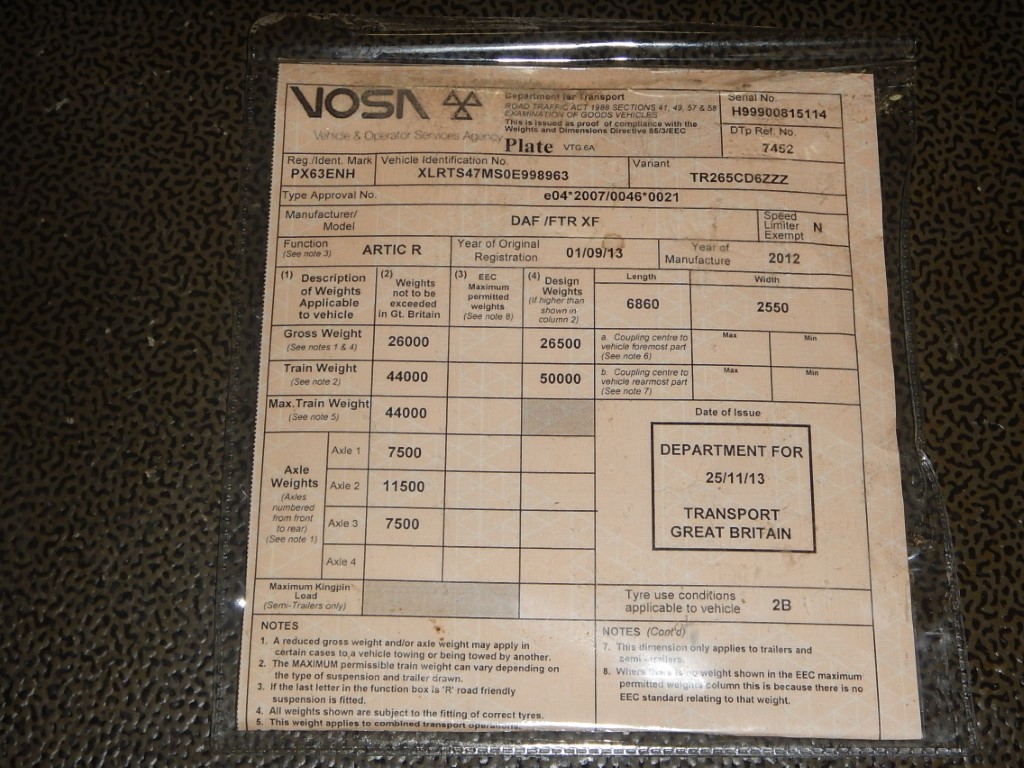 VOSA
Vehicle & Operator Services Agency
Department for Transport
ROAD TRAFFIC ACT 1988 SECTIONS 41, 49, 57 & 58
EXAMINATION OF GOODS VEHICLES
This is issued as proof of compliance with the
Weights and Dimensions Directive 85/3/EEC
Plate VTG 6A
Serial No.
H99900815114
DTp Ref. No.
7452
Reg./Ident. Mark
PX63ENH
Vehicle Identification No.
XLRTS47MS0E998963
Variant
TR265CD6ZZZ
Type Approval No.
e04*2007/0046*0021
Manufacturer/
Model
DAF /FTR XF
Speed
Limiter
Exempt
N
Function
(See note 3)
ARTIC R
Year of Original
Registration
01/09/13
Year of
Manufacture
2012
(1) Description
of Weights
Applicable
to vehicle
(2) Weights
not to be
exceeded
in Gt. Britain
(3) EEC
Maximum
permitted
weights
(See note 8)
(4) Design
Weights
(If higher than
shown in
column 2)
Length
6860
Width
2550
Gross Weight
(See notes 1 & 4)
26000
26500
a. Coupling centre to
vehicle foremost part
(See note 6)
Max
Min
Train Weight
(See note 2)
44000
50000
b. Coupling centre to
vehicle rearmost part
(See note 7)
Max
Min
Max.Train Weight
(See note 5)
44000
Date of Issue
DEPARTMENT FOR
25/11/13
TRANSPORT
GREAT BRITAIN
Axle
Weights
(Axles
numbered
from front
to rear)
(See note 1)
Axle 1
7500
Axle 2
11500
Axle 3
7500
Axle 4
Maximum Kingpin
Load
(Semi-Trailers only)
Tyre use conditions
applicable to vehicle
2B
NOTES
1. A reduced gross weight and/or axle weight may apply in
certain cases to a vehicle towing or being towed by another.
2. The MAXIMUM permissible train weight can vary depending on
the type of suspension and trailer drawn.
3. If the last letter in the function box is 'R' road friendly
suspension is fitted.
4. All weights shown are subject to the fitting of correct tyres.
5. This weight applies to combined transport operations.
NOTES (Cont'd)
7. This dimension only applies to trailers and
semi-trailers.
8. Where there is no weight shown in the EEC maximum
permitted weights column this is because there is no
EEC standard relating to that weight.